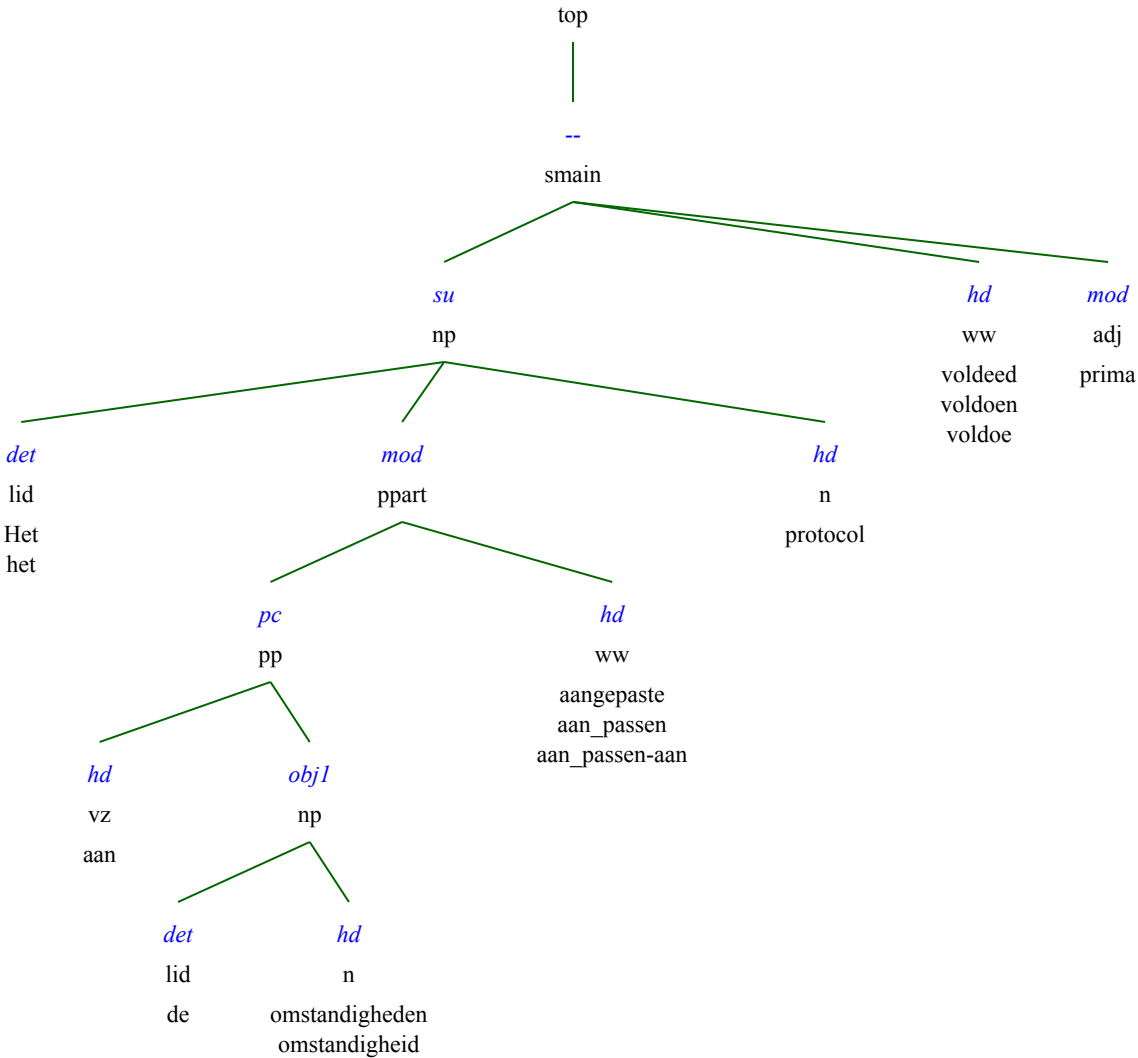 top
--
smain
su
hd
mod
np
ww
adj
voldeed
prima
voldoen
voldoe
det
mod
hd
lid
ppart
n
Het
protocol
het
pc
hd
pp
ww
aangepaste
aan_passen
aan_passen-aan
hd
obj1
vz
np
aan
det
hd
lid
n
de
omstandigheden
omstandigheid